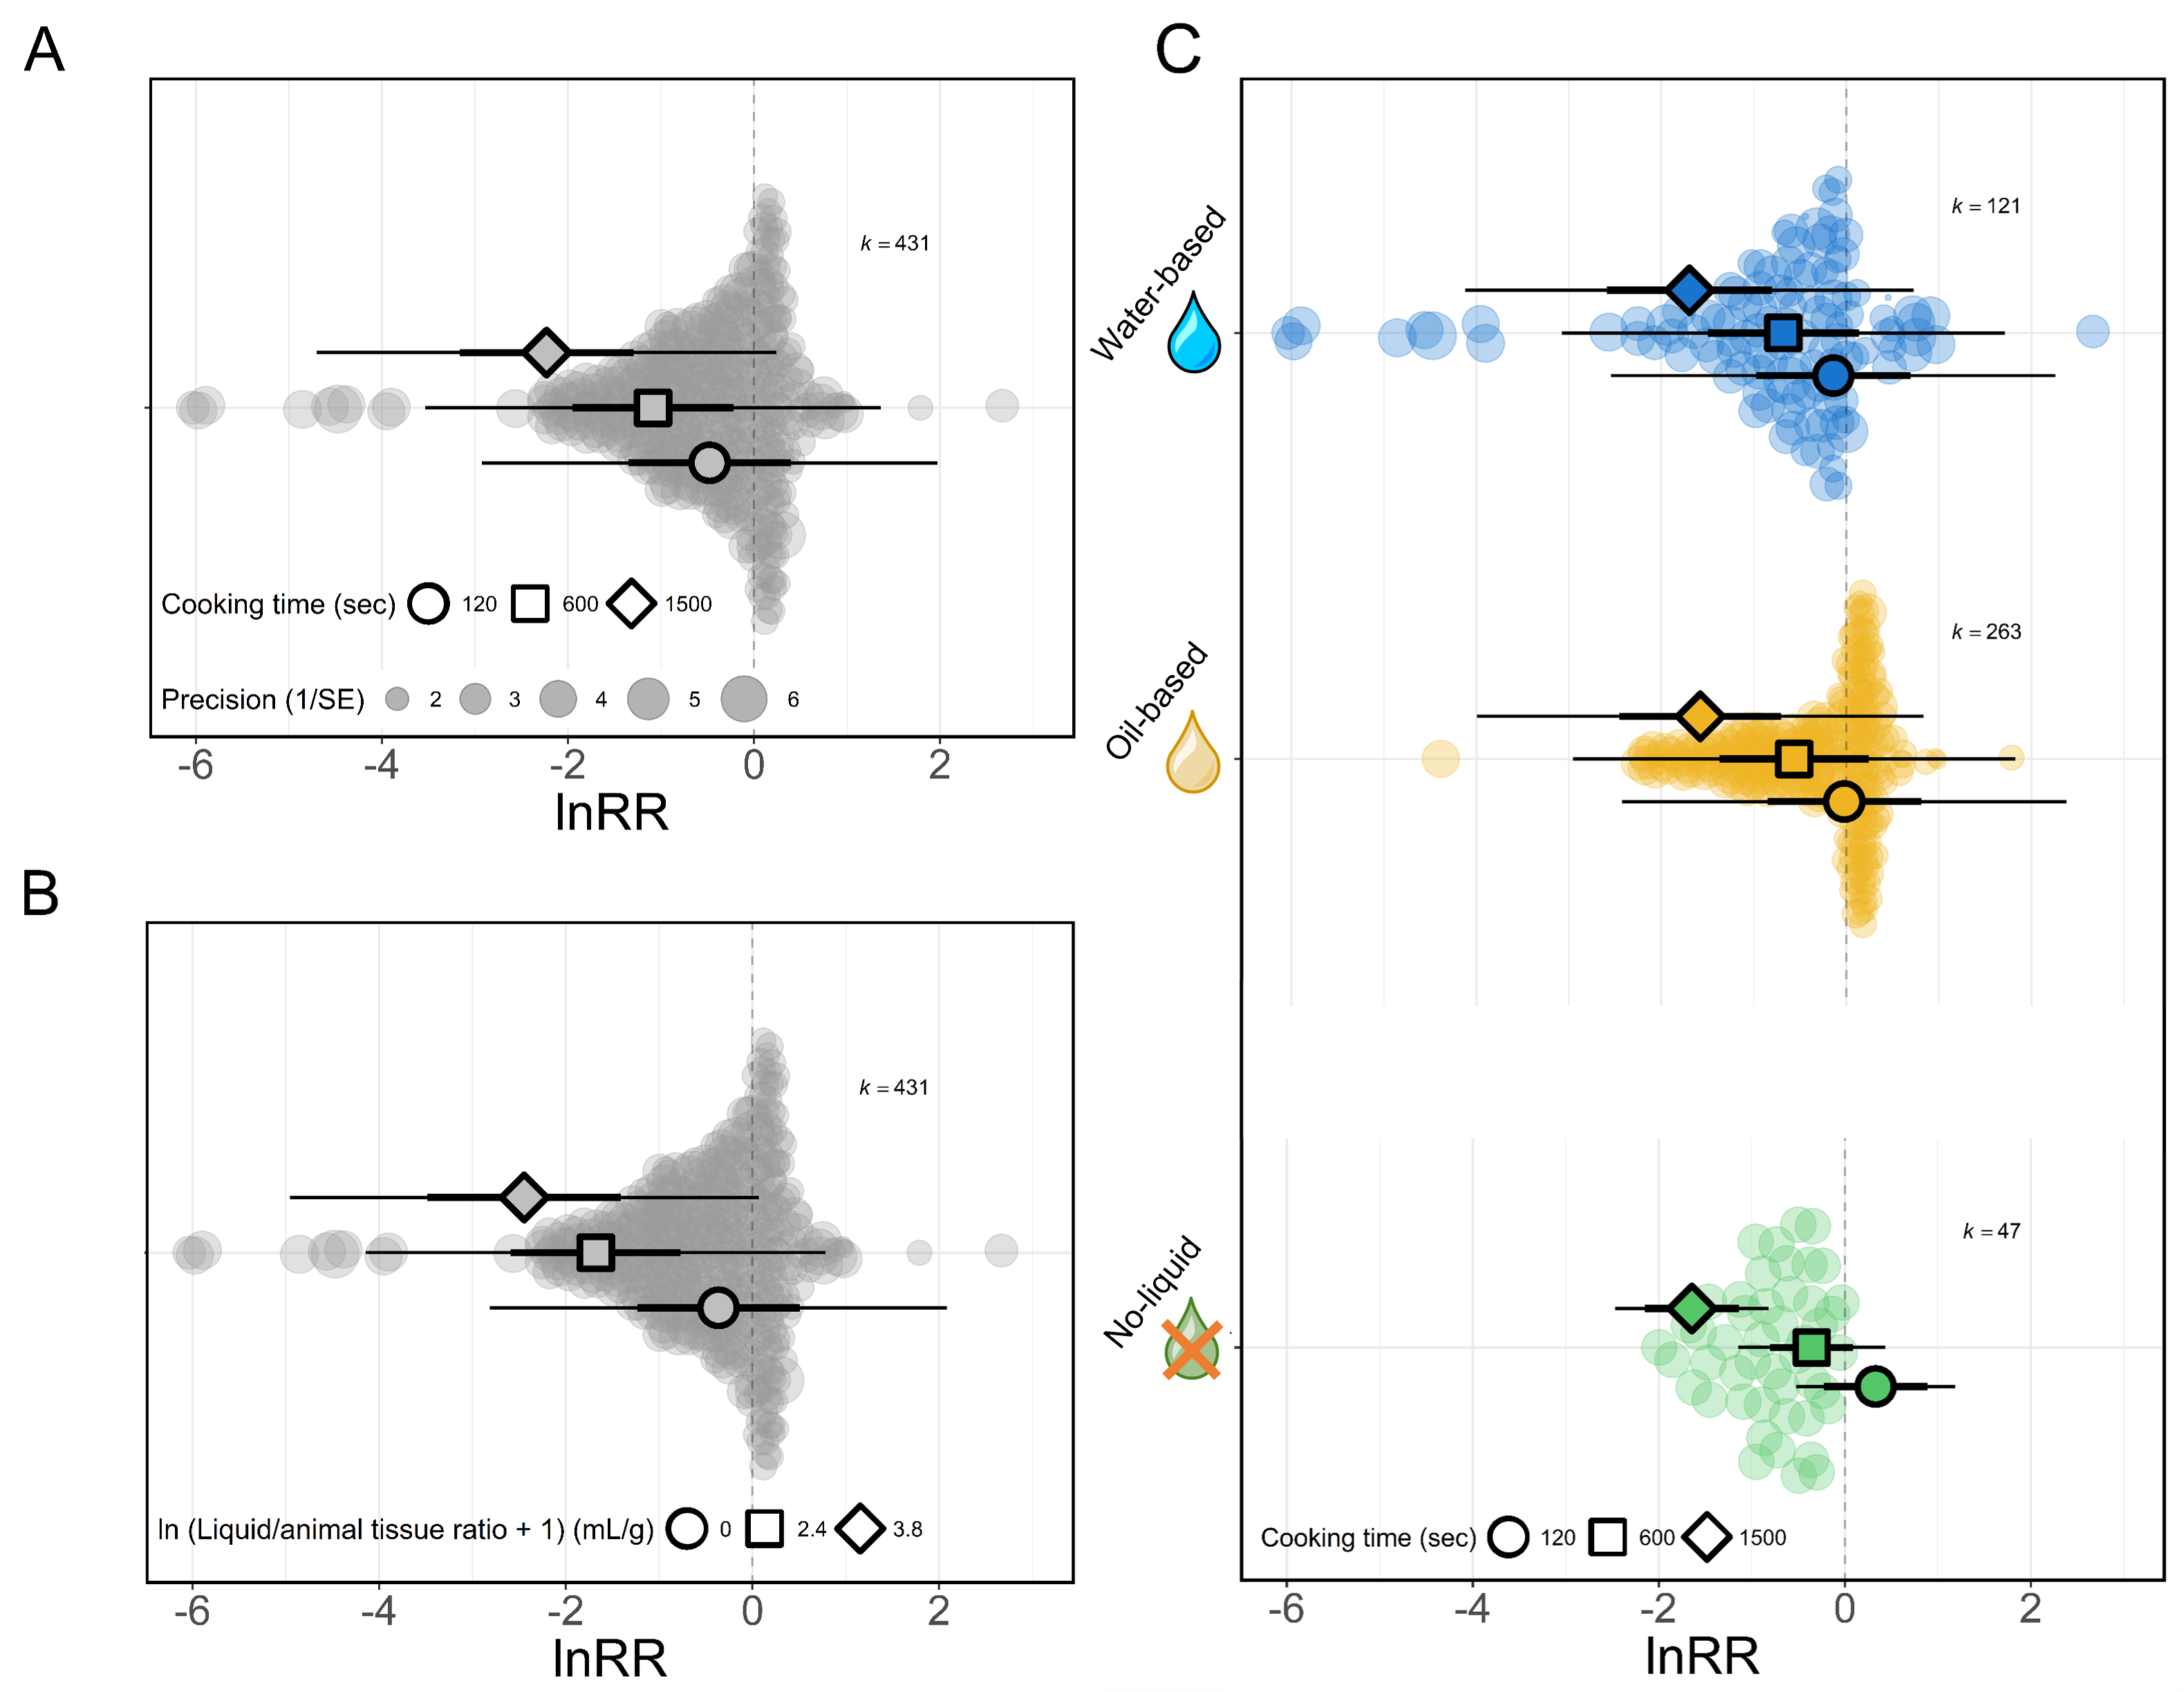 A
k = 431
Cooking time (sec) 120 600 1500
Precision (1/SE) 2 3 4 5 6
-6 -4 -2 0 2
lnRR
B
k = 431
ln (Liquid/animal tissue ratio + 1) (mL/g) 0 2.4 3.8
-6 -4 -2 0 2
lnRR
C
Water-based
k = 121
Oil-based
k = 263
No-liquid
k = 47
Cooking time (sec) 120 600 1500
-6 -4 -2 0 2
lnRR